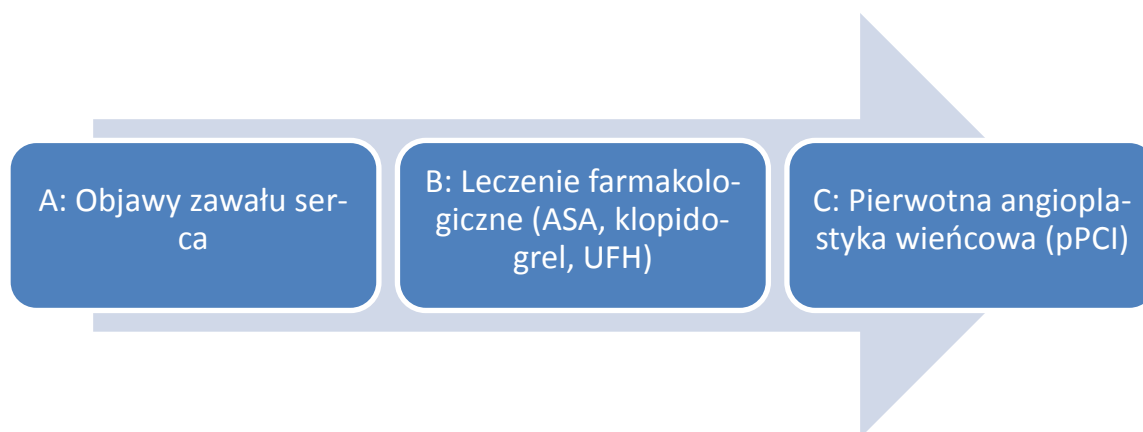 A: Objawy zawału ser-
ca
B: Leczenie farmakolo-
giczne (ASA, klopido-
grel, UFH)
C: Pierwotna angiopla-
styka wieńcowa (pPCI)